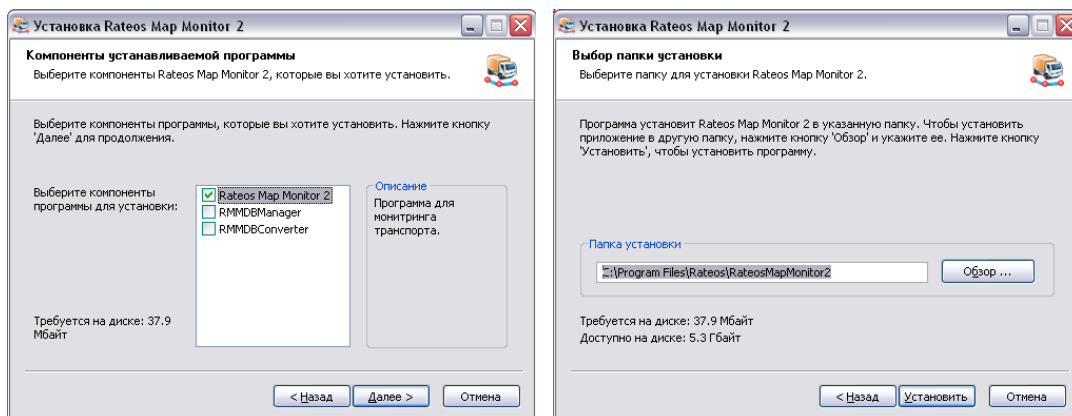 Установка Rateos Map Monitor 2
Компоненты устанавливаемой программы
Выберите компоненты Rateos Map Monitor 2, которые вы хотите установить.
Выберите компоненты программы, которые вы хотите установить. Нажмите кнопку
'Далее' для продолжения.
Выберите компоненты
программы для установки:
Rateos Map Monitor 2
RMMDBManager
RMMDBConverter
Описание
Программа для
монитринга
транспорта.
Требуется на диске: 37.9
Мбайт
< Назад
Далее >
Отмена
Установка Rateos Map Monitor 2
Выбор папки установки
Выберите папку для установки Rateos Map Monitor 2.
Программа установит Rateos Map Monitor 2 в указанную папку. Чтобы установить
приложение в другую папку, нажмите кнопку 'Обзор' и укажите ее. Нажмите кнопку
'Установить', чтобы установить программу.
Папка установки
C:\Program Files\Rateos\RateosMapMonitor2
Обзор ...
Требуется на диске: 37.9 Мбайт
Доступно на диске: 5.3 Гбайт
< Назад
Установить
Отмена